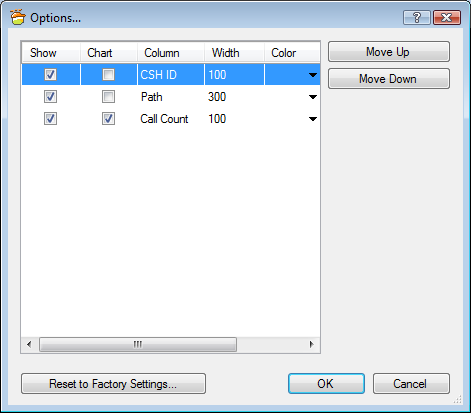 Options...
Show Chart Column Width Color
CSH ID 100
Path 300
Call Count 100
Move Up
Move Down
Reset to Factory Settings...
OK
Cancel